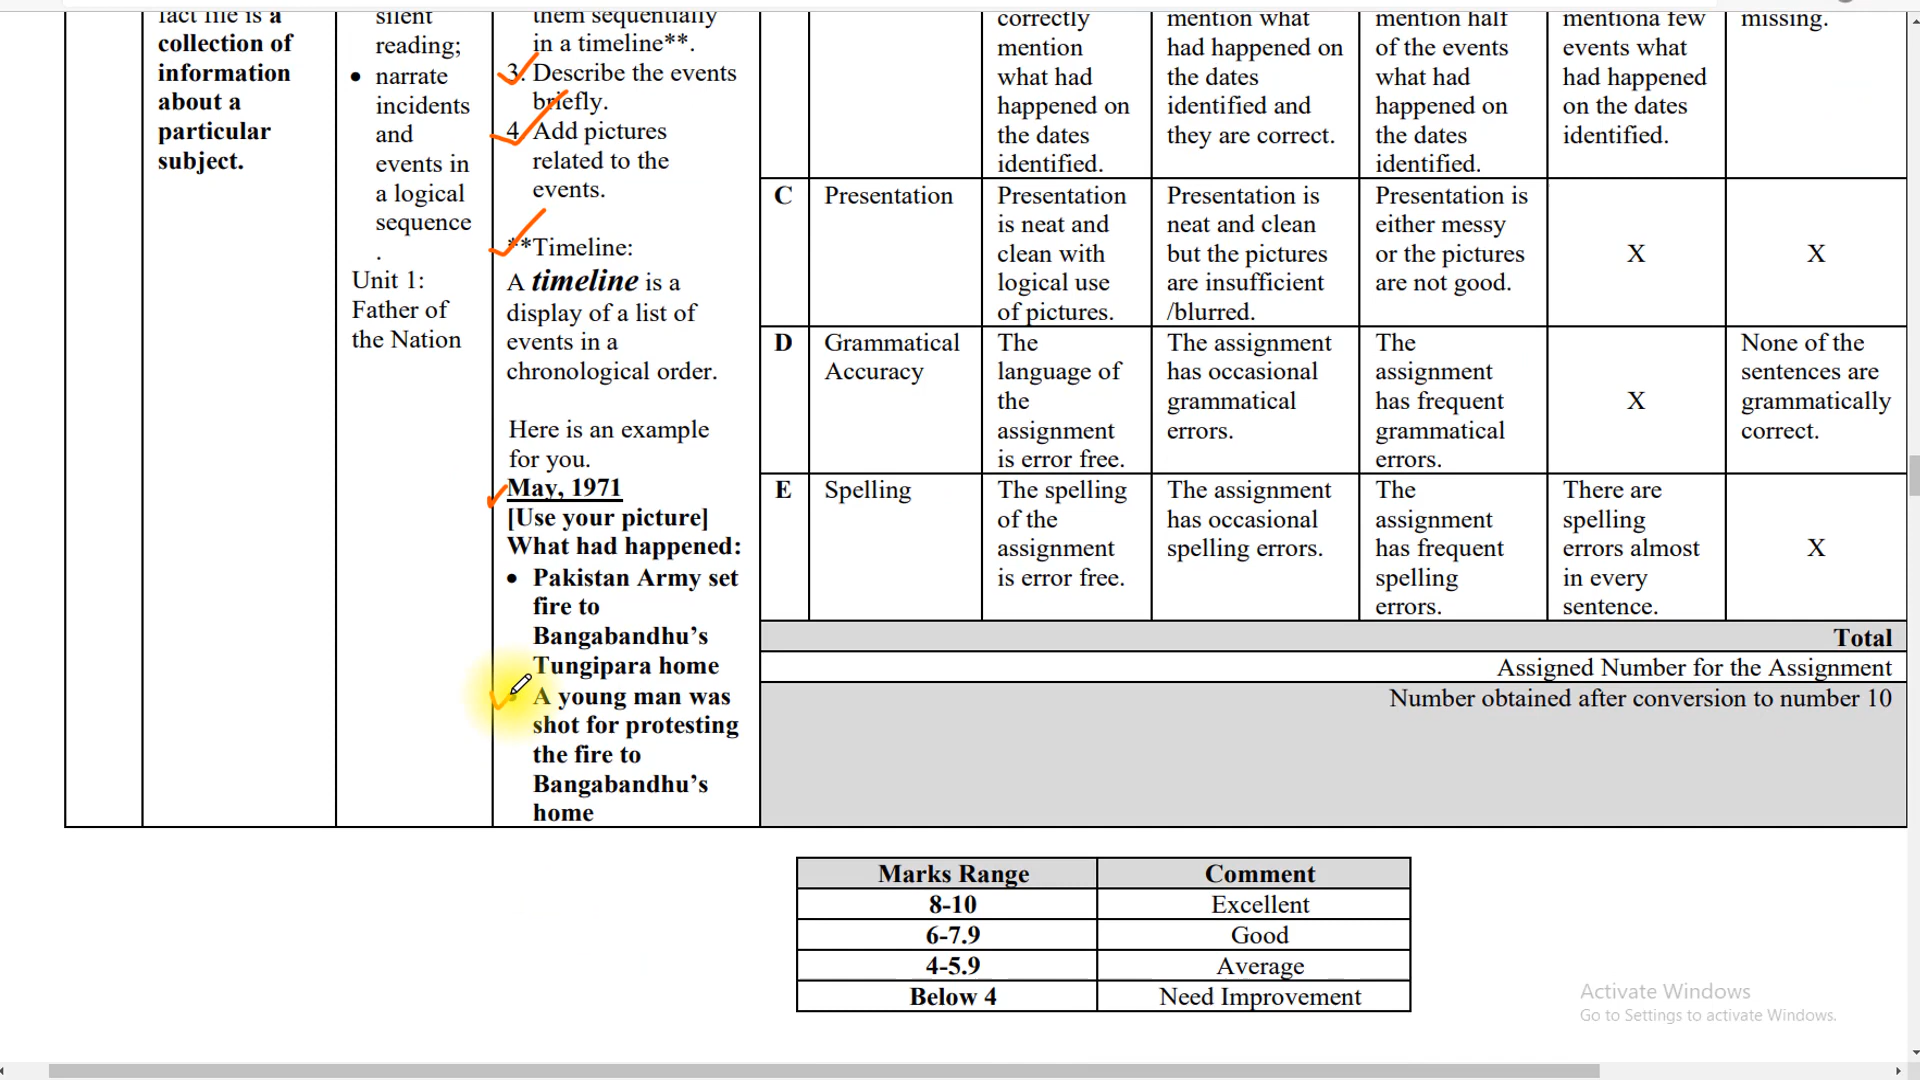 fact file is a
collection of
information
about a
particular
subject.
silent
reading;
• narrate
incidents
and
events in
a logical
sequence
.
Unit 1:
Father of
the Nation
them sequentially
in a timeline**.
3. Describe the events
briefly.
4. Add pictures
related to the
events.
**Timeline:
A timeline is a
display of a list of
events in a
chronological order.
Here is an example
for you.
May, 1971
[Use your picture]
What had happened:
• Pakistan Army set
fire to
Bangabandhu’s
Tungipara home
• A young man was
shot for protesting
the fire to
Bangabandhu’s
home
correctly
mention
what had
happened on
the dates
identified.
mention what
had happened on
the dates
identified and
they are correct.
mention half
of the events
what had
happened on
the dates
identified.
mentiona few
events what
had happened
on the dates
identified.
missing.
C
Presentation
Presentation
is neat and
clean with
logical use
of pictures.
Presentation is
neat and clean
but the pictures
are insufficient
/blurred.
Presentation is
either messy
or the pictures
are not good.
X
X
D
Grammatical
Accuracy
The
language of
the
assignment
is error free.
The assignment
has occasional
grammatical
errors.
The
assignment
has frequent
grammatical
errors.
X
None of the
sentences are
grammatically
correct.
E
Spelling
The spelling
of the
assignment
is error free.
The assignment
has occasional
spelling errors.
The
assignment
has frequent
spelling
errors.
There are
spelling
errors almost
in every
sentence.
X
Total
Assigned Number for the Assignment
Number obtained after conversion to number 10
Marks Range Comment
8-10 Excellent
6-7.9 Good
4-5.9 Average
Below 4 Need Improvement
Activate Windows
Go to Settings to activate Windows.